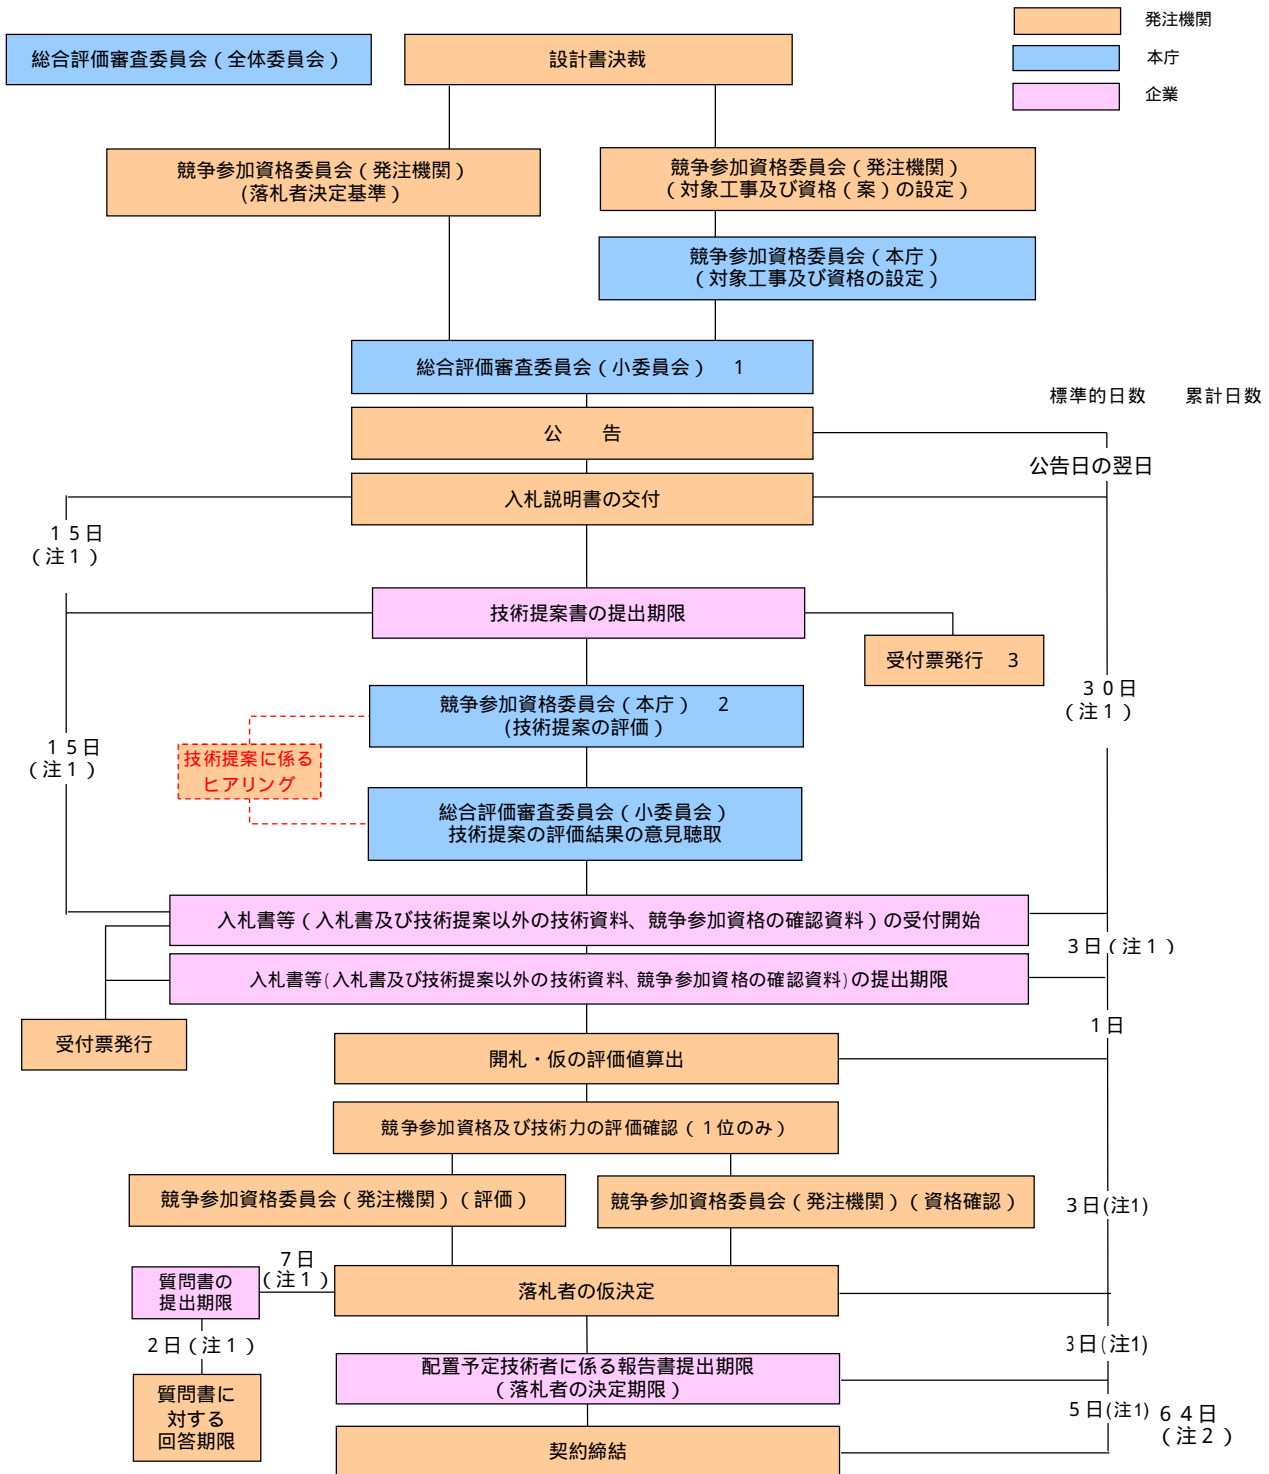 発注機関
総合評価審査委員会（全体委員会）
設計書決裁
本庁
企業
競争参加資格委員会（発注機関）
(落札者決定基準）
競争参加資格委員会（発注機関）
（対象工事及び資格（案）の設定）
競争参加資格委員会（本庁）
（対象工事及び資格の設定）
総合評価審査委員会（小委員会）　1
標準的日数　累計日数
公　告
公告日の翌日
入札説明書の交付
１５日
（注１）
技術提案書の提出期限
受付票発行　3
３０日
（注１）
競争参加資格委員会（本庁）　2
(技術提案の評価）
１５日
（注１）
技術提案に係る
ヒアリング
総合評価審査委員会（小委員会）
技術提案の評価結果の意見聴取
入札書等（入札書及び技術提案以外の技術資料、競争参加資格の確認資料）の受付開始
３日（注１）
入札書等(入札書及び技術提案以外の技術資料、競争参加資格の確認資料)の提出期限
１日
受付票発行
開札・仮の評価値算出
競争参加資格及び技術力の評価確認（１位のみ）
競争参加資格委員会（発注機関）（評価）
競争参加資格委員会（発注機関）（資格確認）
３日(注1)
７日
（注１）
質問書の
提出期限
落札者の仮決定
２日（注１）
3日(注1)
配置予定技術者に係る報告書提出期限
（落札者の決定期限）
質問書に
対する
回答期限
５日(注1)
６４日
（注２）
契約締結